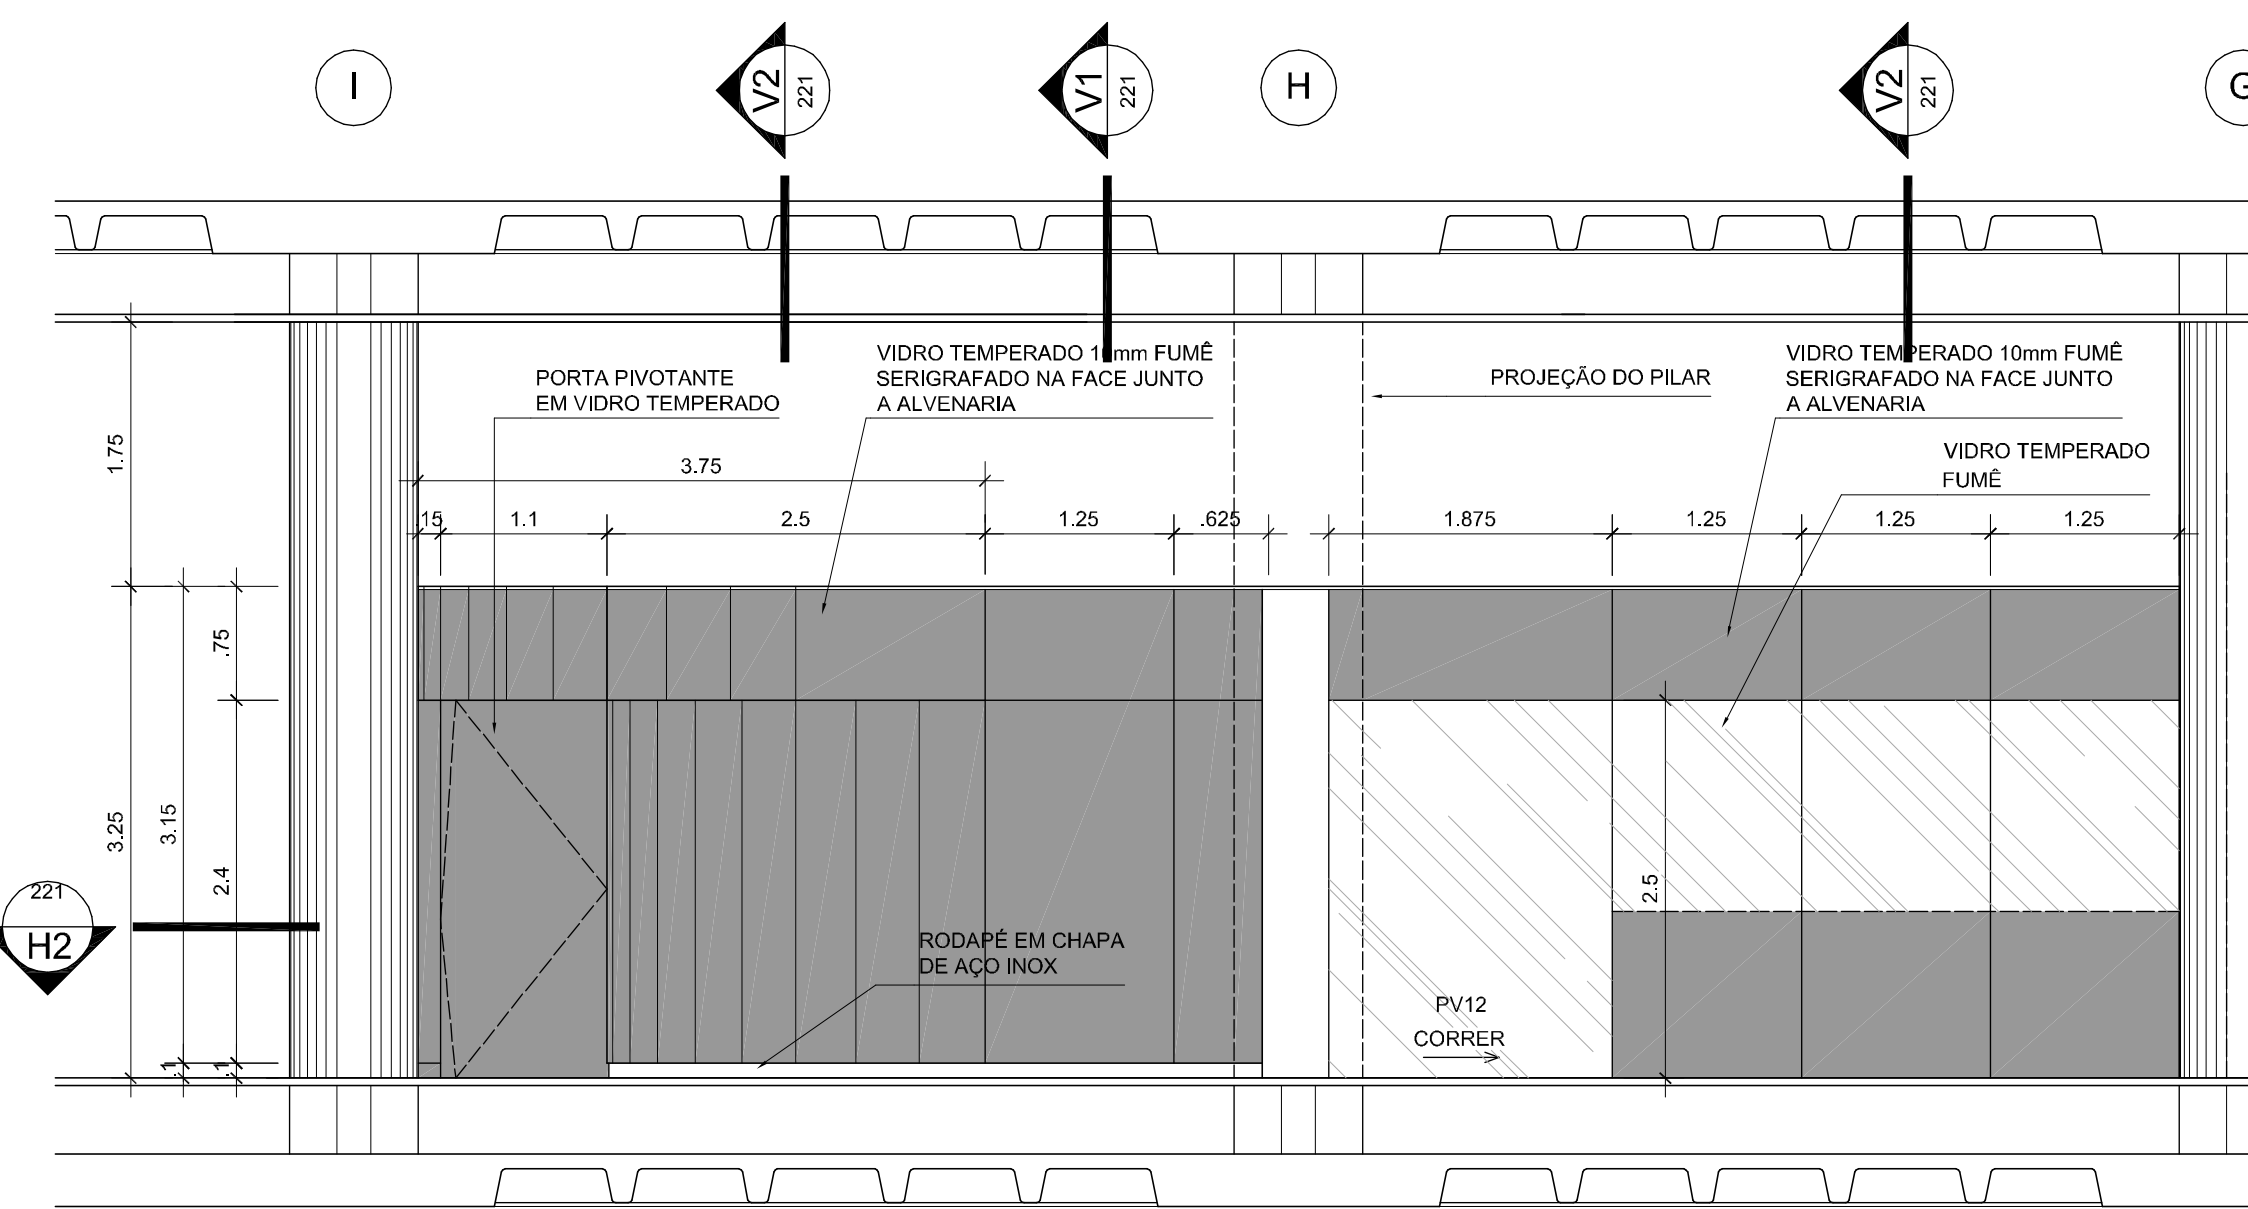 I
V2
221
V1
221
H
V2
221
G
VIDRO TEMPERADO 10mm FUMÊ
SERIGRAFADO NA FACE JUNTO
A ALVENARIA
PORTA PIVOTANTE
EM VIDRO TEMPERADO
PROJEÇÃO DO PILAR
VIDRO TEMPERADO 10mm FUMÊ
SERIGRAFADO NA FACE JUNTO
A ALVENARIA
VIDRO TEMPERADO
FUMÊ
1.75
3.75
.15
1.1
2.5
1.25
.625
1.875
1.25
1.25
1.25
.75
3.25
3.15
2.4
2.5
221
H2
RODAPÉ EM CHAPA
DE AÇO INOX
PV12
CORRER
.1
.1